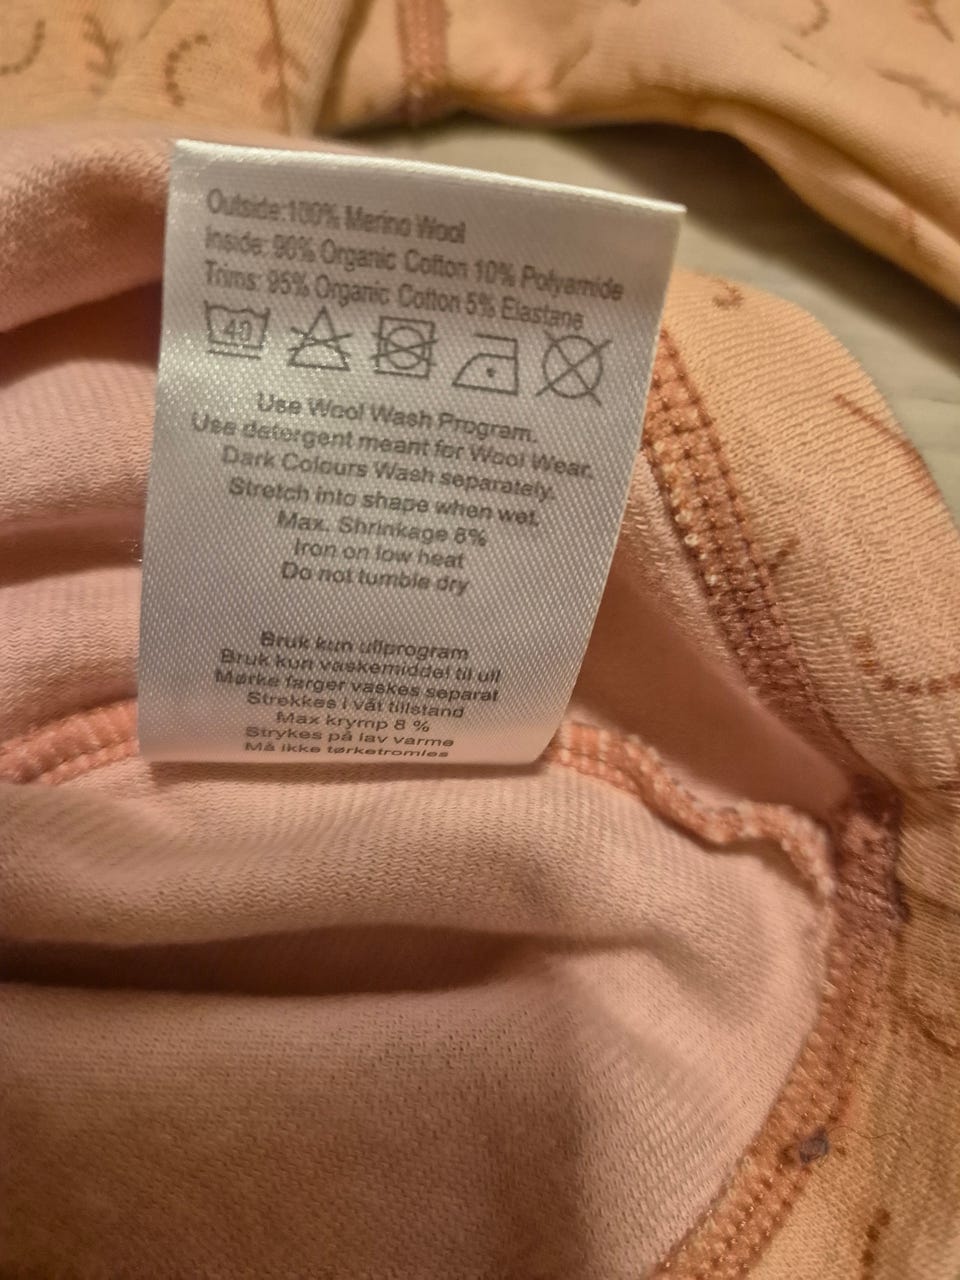 Outside:100% Merino Wool
Inside: 90% Organic Cotton 10% Polyamide
Trims: 95% Organic Cotton 5% Elastane
40
Use Wool Wash Program.
Use detergent meant for Wool Wear.
Dark Colours Wash separately.
Stretch into shape when wet.
Max. Shrinkage 8%
Iron on low heat
Do not tumble dry
Bruk kun ullprogram
Bruk kun vaskemiddel til ull
Mørke farger vaskes separat
Strekkes i våt tilstand
Max krymp 8 %
Strykes på lav varme
Må ikke tørketromles